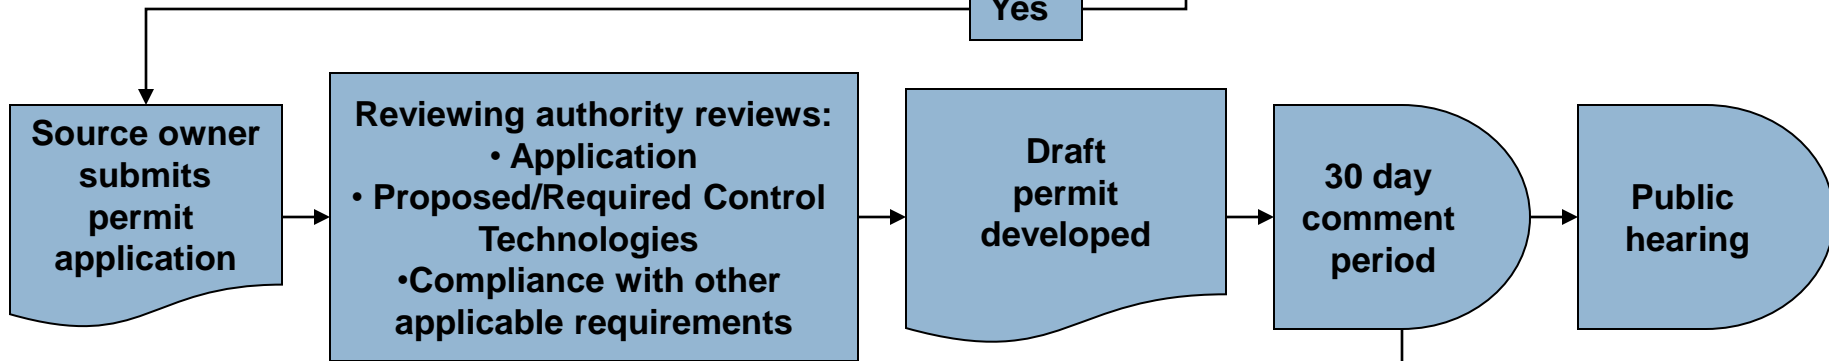 Yes
Source owner
submits
permit
application
Reviewing authority reviews:
• Application
• Proposed/Required Control
Technologies
•Compliance with other
applicable requirements
Draft
permit
developed
30 day
comment
period
Public
hearing